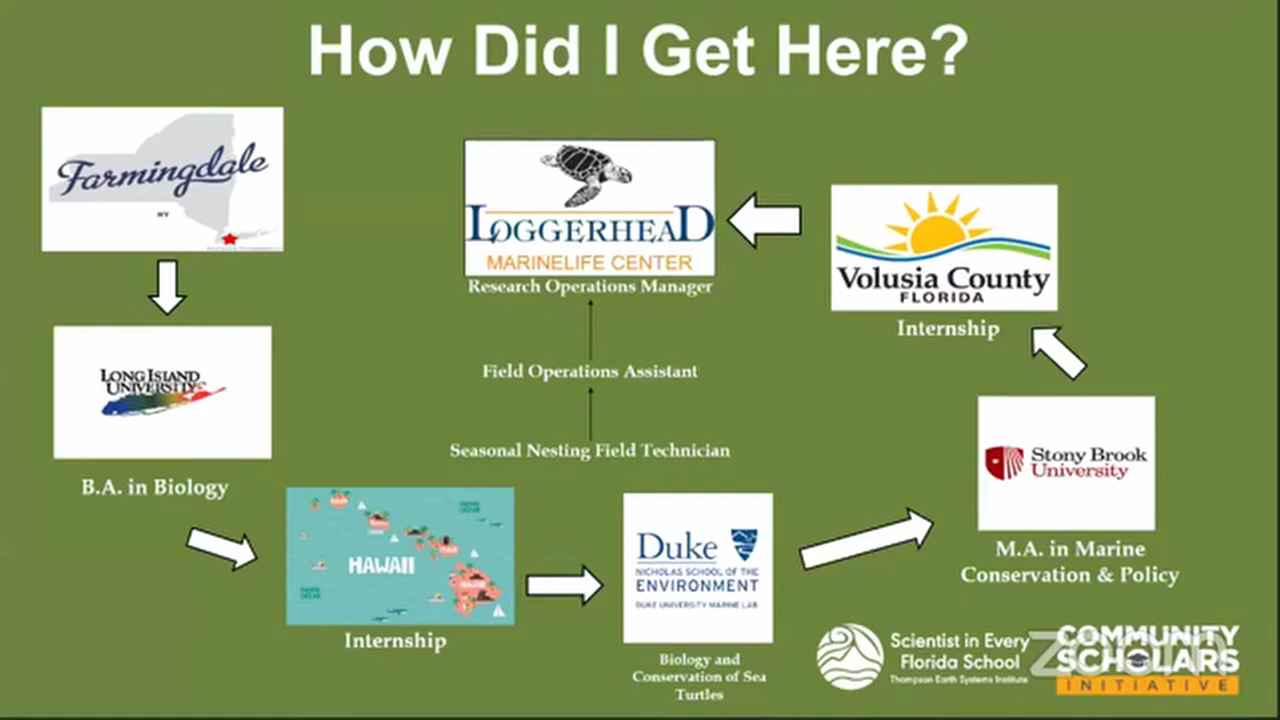 How Did I Get Here?
Farmingdale
NY
LONG ISLAND
UNIVERSITY
B.A. in Biology
HAWAII
Internship
Duke
NICHOLAS SCHOOL OF THE
ENVIRONMENT
DUKE UNIVERSITY MARINE LAB
Biology and
Conservation of Sea
Turtles
Stony Brook
University
M.A. in Marine
Conservation & Policy
Volusia County
FLORIDA
Internship
LOGGERHEAD
MARINELIFE CENTER
Research Operations Manager
Field Operations Assistant
Seasonal Nesting Field Technician
Scientist in Every
Florida School
Thompson Earth Systems Institute
zoom
COMMUNITY
SCHOLARS
INITIATIVE